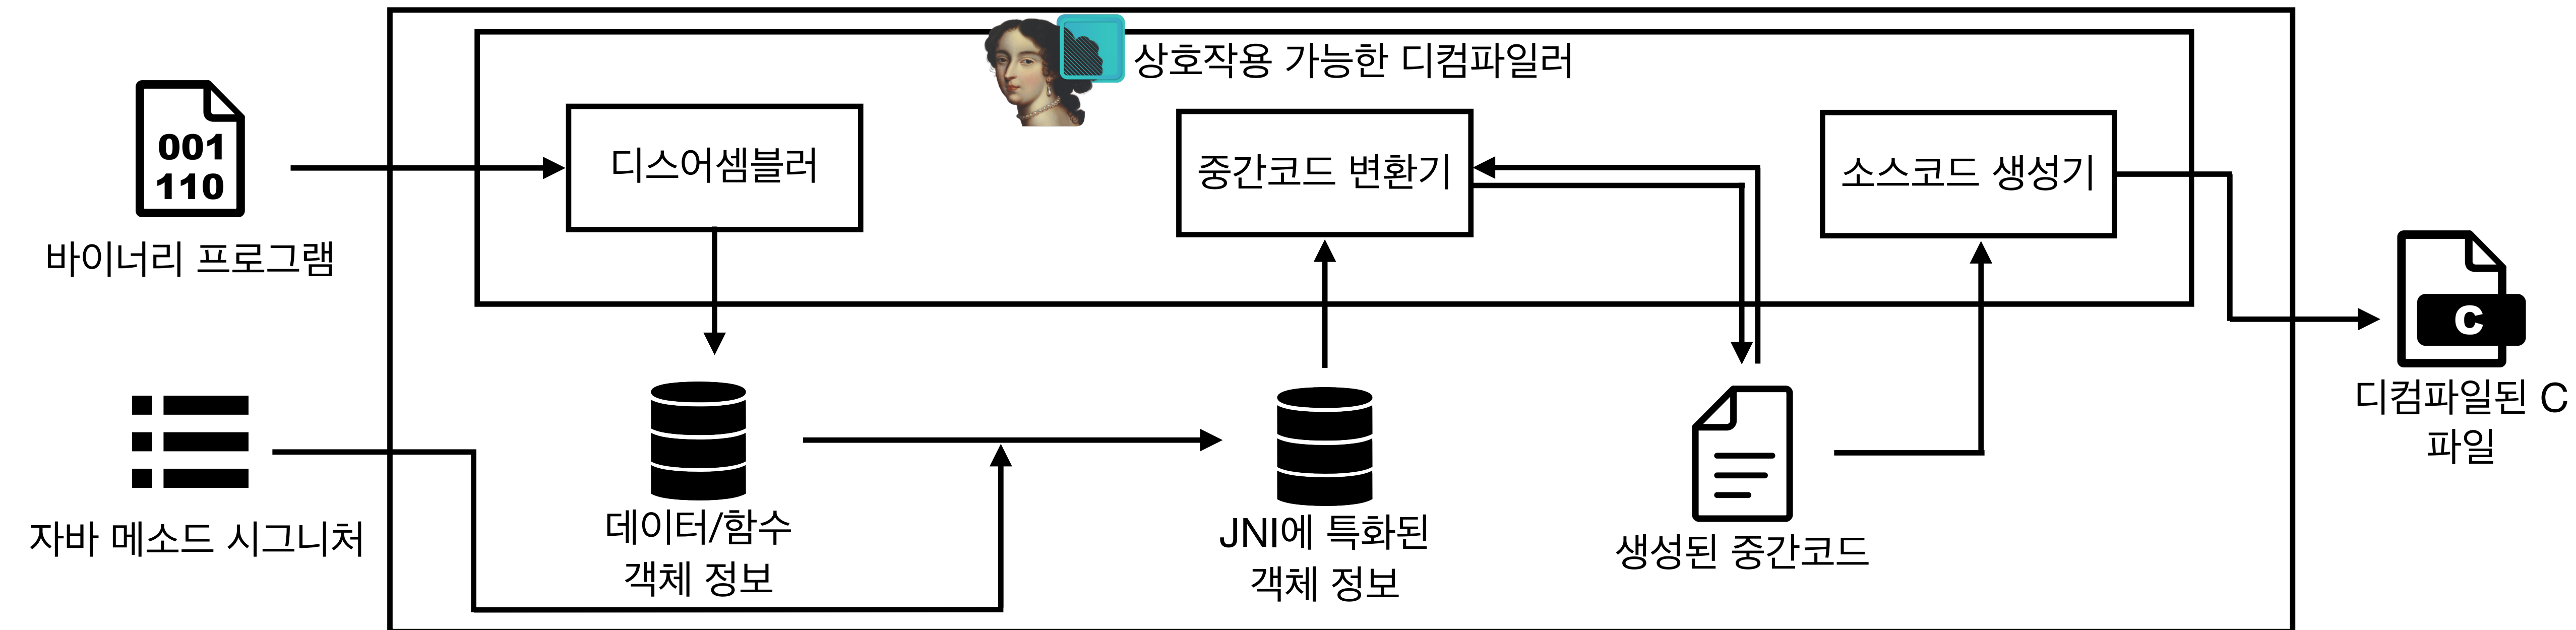 상호작용 가능한 디컴파일러
001
110
바이너리 프로그램
디스어셈블러
중간코드 변환기
소스코드 생성기
C
디컴파일된 C
파일
자바 메소드 시그니처
데이터/함수
객체 정보
JNI에 특화된
객체 정보
생성된 중간코드